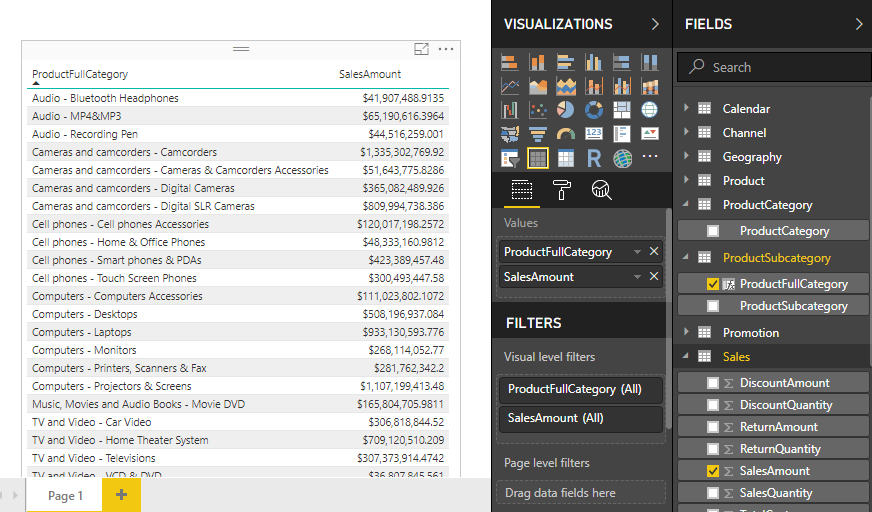 VISUALIZATIONS
FIELDS
ProductFullCategory SalesAmount
Audio - Bluetooth Headphones $41,907,488.9135
Audio - MP4&MP3 $65,190,616.3964
Audio - Recording Pen $44,516,259.001
Cameras and camcorders - Camcorders $1,335,302,769.92
Cameras and camcorders - Cameras & Camcorders Accessories $51,643,775.8286
Cameras and camcorders - Digital Cameras $365,082,489.926
Cameras and camcorders - Digital SLR Cameras $809,994,738.386
Cell phones - Cell phones Accessories $120,017,198.2572
Cell phones - Home & Office Phones $48,333,160.9812
Cell phones - Smart phones & PDAs $423,389,457.48
Cell phones - Touch Screen Phones $300,493,447.58
Computers - Computers Accessories $111,023,802.1072
Computers - Desktops $508,196,937.084
Computers - Laptops $933,130,593.776
Computers - Monitors $268,114,052.77
Computers - Printers, Scanners & Fax $281,762,342.2
Computers - Projectors & Screens $1,107,199,413.48
Music, Movies and Audio Books - Movie DVD $165,804,705.9811
TV and Video - Car Video $306,818,844.52
TV and Video - Home Theater System $709,120,510.209
TV and Video - Televisions $307,373,914.4742
TV and Video - VCD & DVD $36,807,845.561
Page 1
123
R
Values
ProductFullCategory
SalesAmount
FILTERS
Visual level filters
ProductFullCategory (All)
SalesAmount (All)
Page level filters
Drag data fields here
Search
Calendar
Channel
Geography
Product
ProductCategory
ProductCategory
ProductSubcategory
ProductFullCategory
ProductSubcategory
Promotion
Sales
DiscountAmount
DiscountQuantity
ReturnAmount
ReturnQuantity
SalesAmount
SalesQuantity